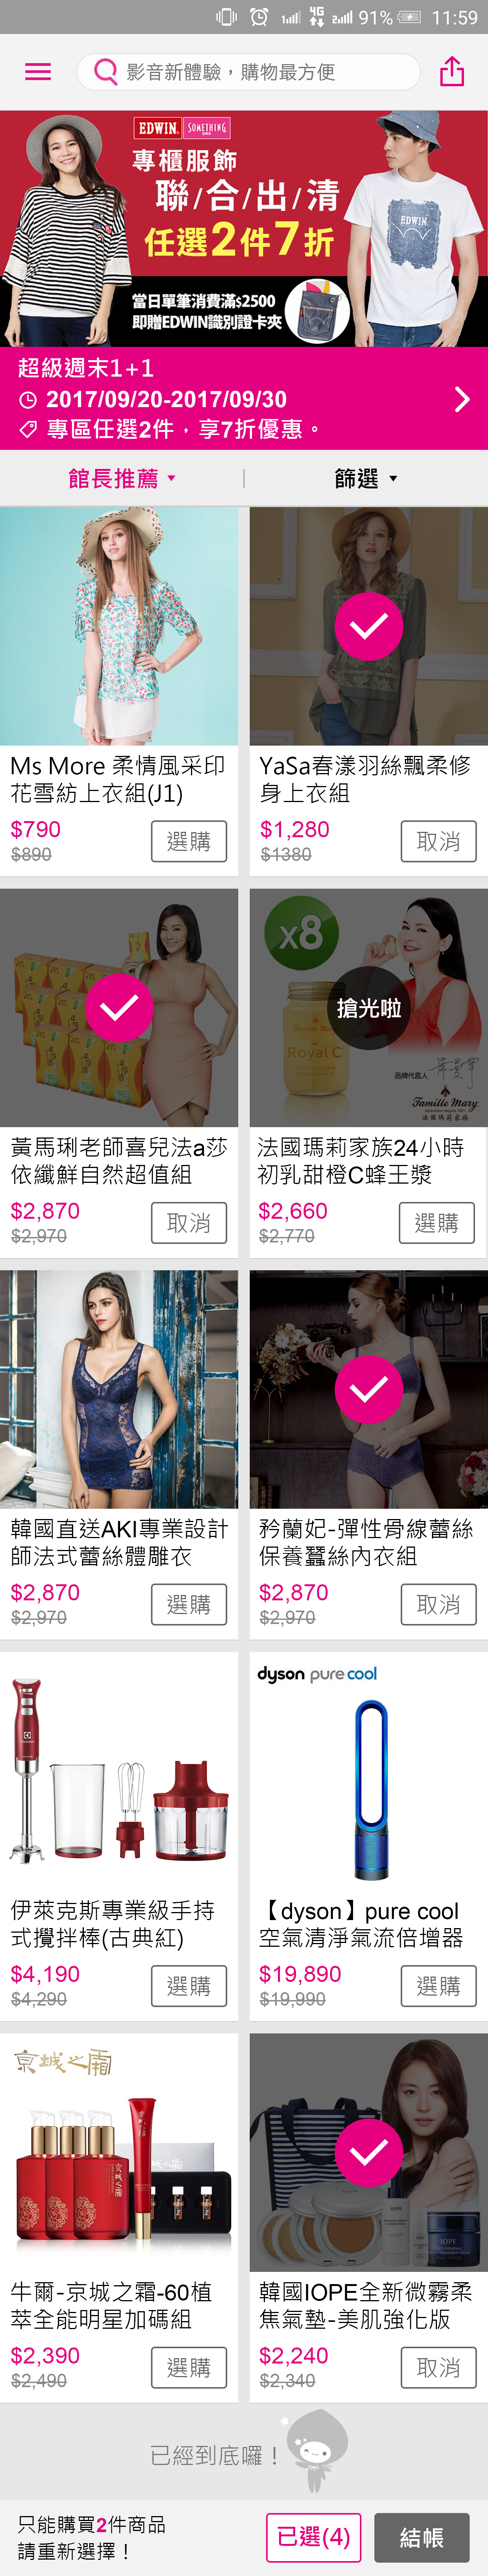 4G 91% 11:59
影音新體驗，購物最方便
EDWIN. SOMETHING
專櫃服飾
聯/合/出/清
任選2件7折
當日單筆消費滿$2500
即贈EDWIN識別證卡夾
EDWIN
超級週末1+1
2017/09/20-2017/09/30
專區任選2件，享7折優惠。
館長推薦 篩選
Ms More 柔情風采印
花雪紡上衣組(J1)
$790
$890
選購
YaSa春漾羽絲飄柔修
身上衣組
$1,280
$1380
取消
黃馬琍老師喜兒法a莎
依纖鮮自然超值組
$2,870
$2,970
取消
x8
搶光啦
Royal C
品牌代言人
Famille Mary
法國瑪莉家族
法國瑪莉家族24小時
初乳甜橙C蜂王漿
$2,660
$2,770
選購
韓國直送AKI專業設計
師法式蕾絲體雕衣
$2,870
$2,970
選購
矜蘭妃-彈性骨線蕾絲
保養蠶絲內衣組
$2,870
$2,970
取消
伊萊克斯專業級手持
式攪拌棒(古典紅)
$4,190
$4,290
選購
dyson pure cool
【dyson】pure cool
空氣清淨氣流倍增器
$19,890
$19,990
選購
京城之霜
牛爾-京城之霜-60植
萃全能明星加碼組
$2,390
$2,490
選購
IOPE
IOPE
韓國IOPE全新微霧柔
焦氣墊-美肌強化版
$2,240
$2,340
取消
已經到底囉！
只能購買2件商品
請重新選擇！
已選(4)
結帳